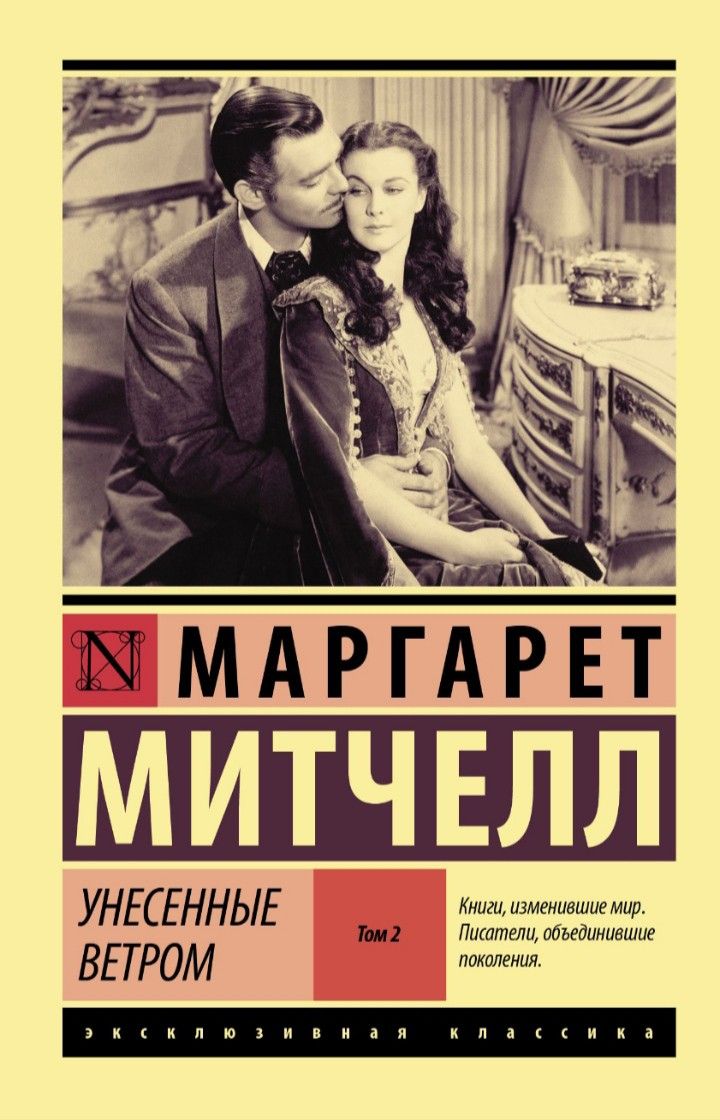 N
МАРГАРЕТ
МИТЧЕЛЛ
УНЕСЕННЫЕ
ВЕТРОМ
Том 2
Книги, изменившие мир.
Писатели, объединившие
поколения.
эксклюзивная классика